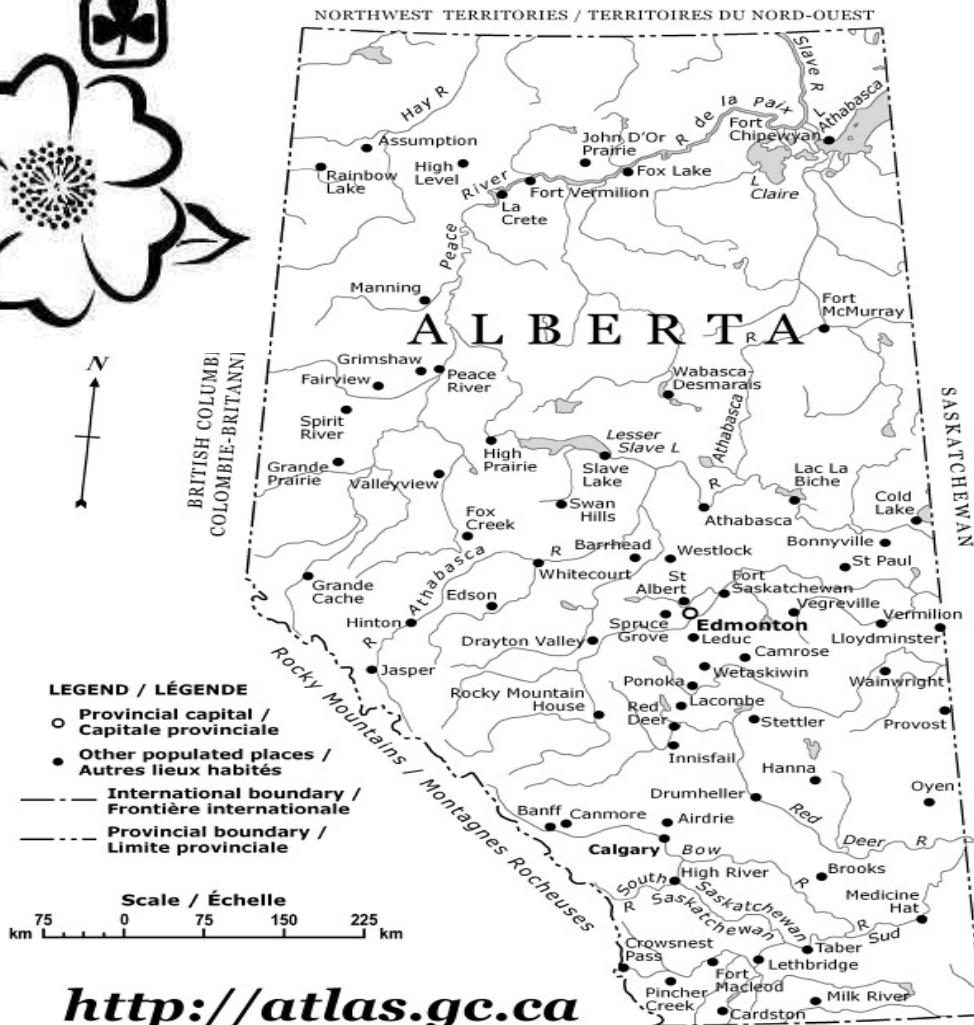 NORTHWEST TERRITORIES / TERRITOIRES DU NORD-OUEST
Slave R
Hay R
R de la Paix
L Athabasca
Fort
Chipewyan
Assumption
John D'Or
Prairie
Rainbow
Lake
High
Level
River
Fox Lake
Fort Vermilion
La
Crete
L
Claire
Peace
Manning
Fort
McMurray
ALBERTA
R
N
Grimshaw
Peace
River
Fairview
Wabasca-
Desmarais
Athabasca
BRITISH COLUMB
COLOMBIE-BRITANNI
SASKATCHEWAN
Spirit
River
Lesser
Slave L
High
Prairie
Grande
Prairie
Valleyview
Slave
Lake
R
Lac La
Biche
Swan
Hills
Cold
Lake
Fox
Creek
Athabasca
Bonnyville
Barrhead
Westlock
St Paul
Athabasca
R
Whitecourt
St
Albert
Fort
Saskatchewan
Grande
Cache
Edson
Vegreville
Vermilion
Hinton
Spruce
Grove
Edmonton
Lloydminster
Drayton Valley
Leduc
Camrose
R
Jasper
Wetaskiwin
Wainwright
Ponoka
Rocky Mountain
House
Lacombe
Red
Deer
Stettler
Provost
Innisfail
Hanna
Oyen
Drumheller
Red
Deer R
Banff
Canmore
Airdrie
Calgary
Bow
R
Brooks
High River
South
Saskatchewan
R
Saskatchewan
R
Sud
Medicine
Hat
Crowsnest
Pass
Taber
Lethbridge
Fort
Macleod
Pincher
Creek
Milk River
Cardston
Rocky Mountains / Montagnes Rocheuses
LEGEND / LÉGENDE
Provincial capital /
Capitale provinciale
Other populated places /
Autres lieux habités
International boundary /
Frontière internationale
Provincial boundary /
Limite provinciale
Scale / Échelle
75 0 75 150 225
km km
http://atlas.gc.ca